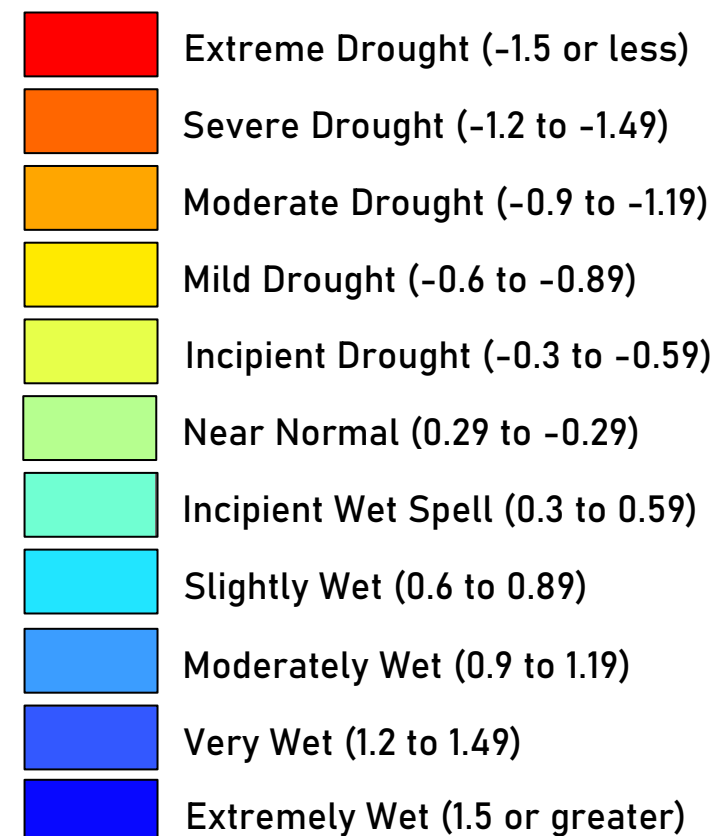 Extreme Drought (-1.5 or less)
Severe Drought (-1.2 to -1.49)
Moderate Drought (-0.9 to -1.19)
Mild Drought (-0.6 to -0.89)
Incipient Drought (-0.3 to -0.59)
Near Normal (0.29 to -0.29)
Incipient Wet Spell (0.3 to 0.59)
Slightly Wet (0.6 to 0.89)
Moderately Wet (0.9 to 1.19)
Very Wet (1.2 to 1.49)
Extremely Wet (1.5 or greater)